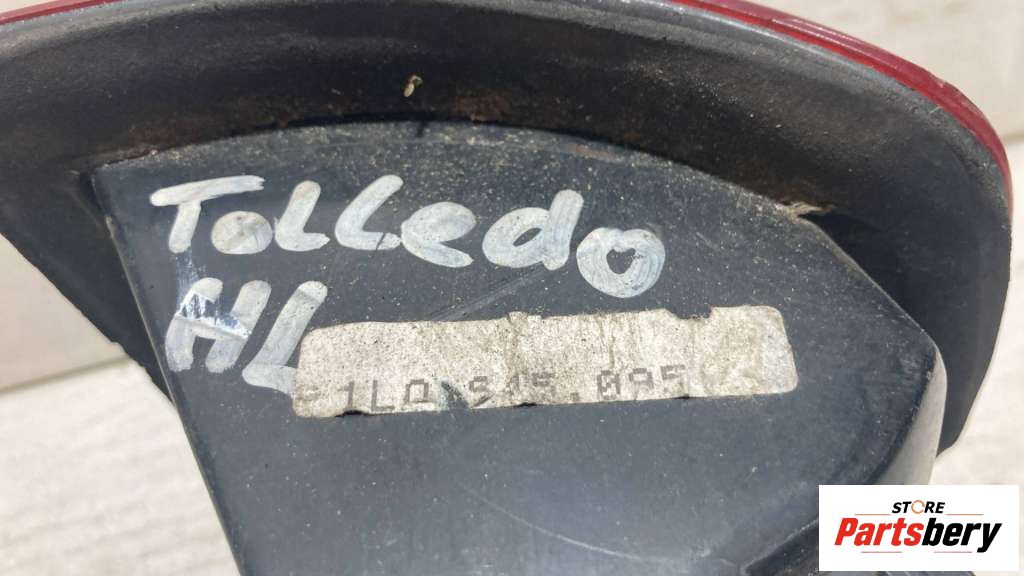 TOLLedo
HL
1L0 945.095
STORE
Partsbery